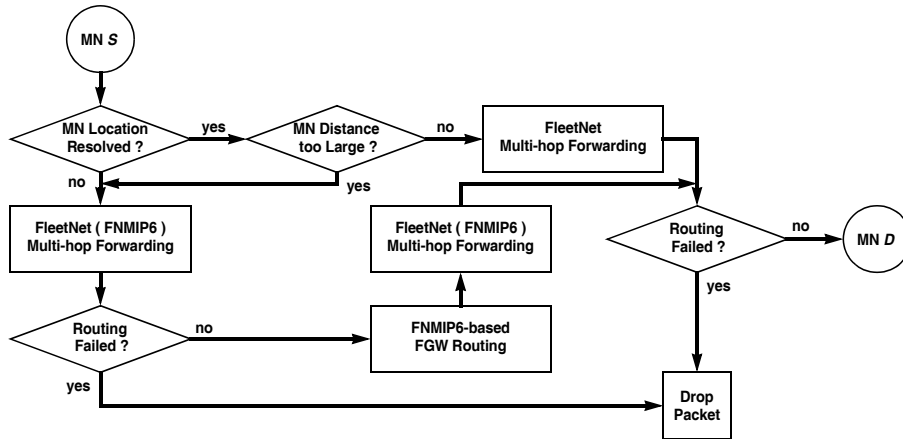 MN S
MN Location
Resolved ?
yes
MN Distance
too Large ?
no
FleetNet
Multi-hop Forwarding
no
yes
FleetNet ( FNMIP6 )
Multi-hop Forwarding
FleetNet ( FNMIP6 )
Multi-hop Forwarding
Routing
Failed ?
no
MN D
yes
Routing
Failed ?
no
FNMIP6-based
FGW Routing
yes
Drop
Packet